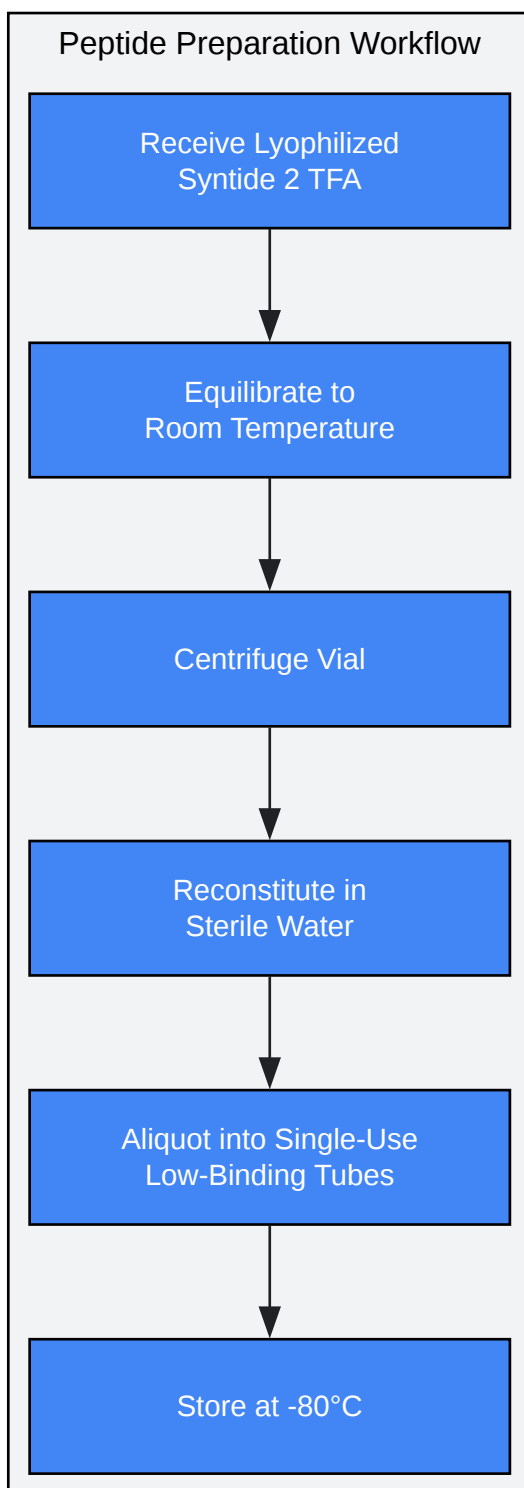 Peptide Preparation Workflow
Receive Lyophilized
Syntide 2 TFA
Equilibrate to
Room Temperature
Centrifuge Vial
Reconstitute in
Sterile Water
Aliquot into Single-Use
Low-Binding Tubes
Store at -80°C